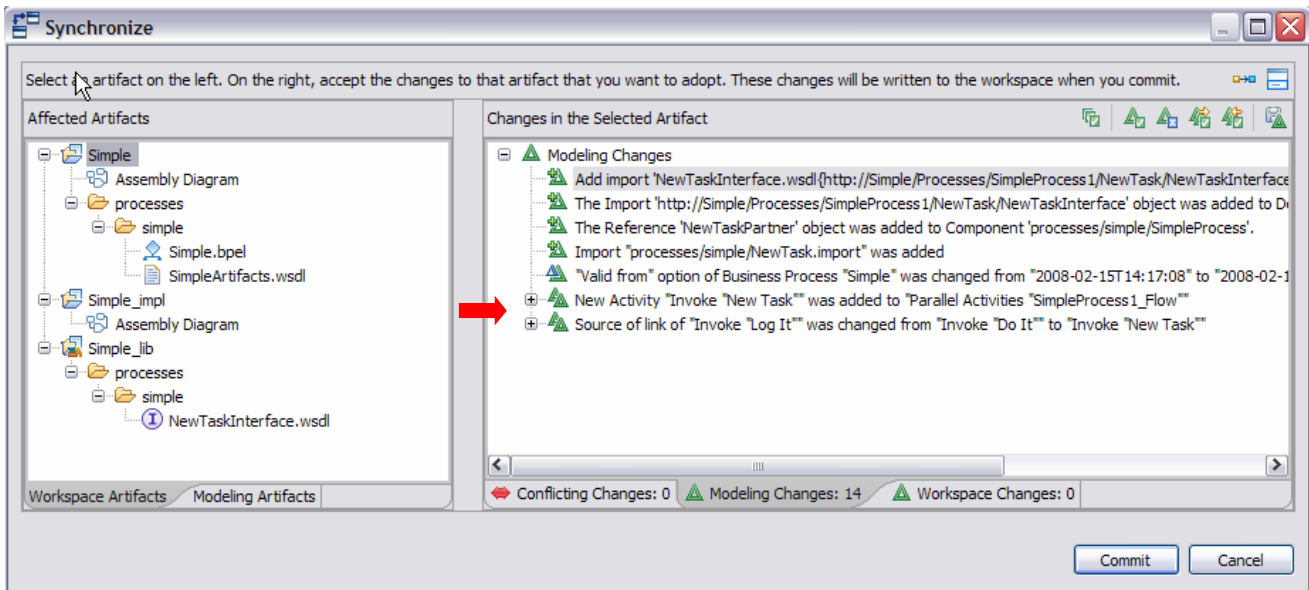 Synchronize
Select an artifact on the left. On the right, accept the changes to that artifact that you want to adopt. These changes will be written to the workspace when you commit.
Affected Artifacts
Simple
Assembly Diagram
processes
simple
Simple.bpel
SimpleArtifacts.wsdl
Simple_impl
Assembly Diagram
Simple_lib
processes
simple
NewTaskInterface.wsdl
Workspace Artifacts Modeling Artifacts
Changes in the Selected Artifact
Modeling Changes
Add import 'NewTaskInterface.wsdl{http://Simple/Processes/SimpleProcess1/NewTask/NewTaskInterface
The Import 'http://Simple/Processes/SimpleProcess1/NewTask/NewTaskInterface' object was added to De
The Reference 'NewTaskPartner' object was added to Component 'processes/simple/SimpleProcess'.
Import "processes/simple/NewTask.import" was added
"Valid from" option of Business Process "Simple" was changed from "2008-02-15T14:17:08" to "2008-02-1
New Activity "Invoke "New Task"" was added to "Parallel Activities "SimpleProcess1_Flow""
Source of link of "Invoke "Log It"" was changed from "Invoke "Do It"" to "Invoke "New Task""
Conflicting Changes: 0 Modeling Changes: 14 Workspace Changes: 0
Commit Cancel